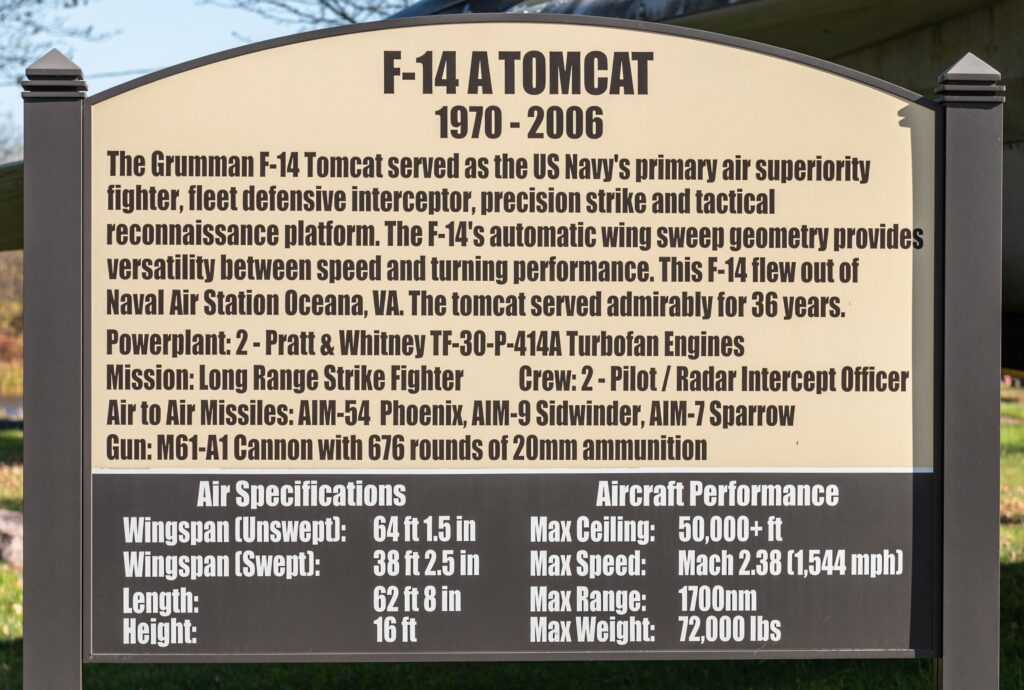 F-14 A TOMCAT
1970 - 2006
The Grumman F-14 Tomcat served as the US Navy's primary air superiority
fighter, fleet defensive interceptor, precision strike and tactical
reconnaissance platform. The F-14's automatic wing sweep geometry provides
versatility between speed and turning performance. This F-14 flew out of
Naval Air Station Oceana, VA. The tomcat served admirably for 36 years.
Powerplant: 2 - Pratt & Whitney TF-30-P-414A Turbofan Engines
Mission: Long Range Strike Fighter Crew: 2 - Pilot / Radar Intercept Officer
Air to Air Missiles: AIM-54 Phoenix, AIM-9 Sidwinder, AIM-7 Sparrow
Gun: M61-A1 Cannon with 676 rounds of 20mm ammunition
Air Specifications
Wingspan (Unswept): 64 ft 1.5 in
Wingspan (Swept): 38 ft 2.5 in
Length: 62 ft 8 in
Height: 16 ft
Aircraft Performance
Max Ceiling: 50,000+ ft
Max Speed: Mach 2.38 (1,544 mph)
Max Range: 1700nm
Max Weight: 72,000 lbs